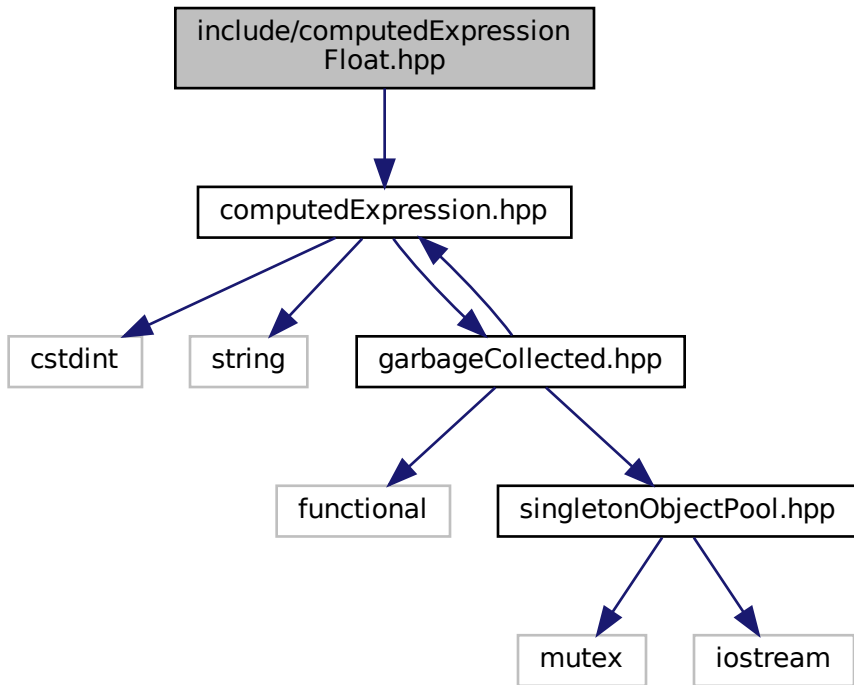 include/computedExpression
Float.hpp
computedExpression.hpp
cstdint
string
garbageCollected.hpp
functional
singletonObjectPool.hpp
mutex
iostream